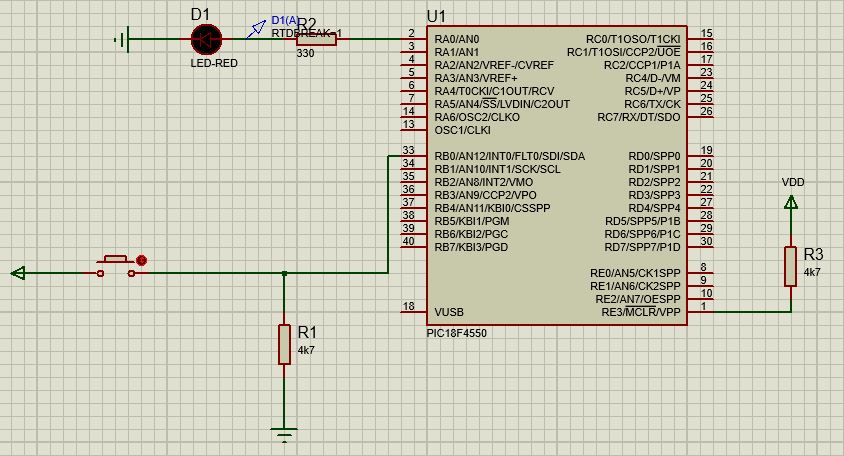 D1
D1(A)
R2
RTDBREAK=1
LED-RED
330
U1
2 RA0/AN0 RC0/T1OSO/T1CKI 15
3 RA1/AN1 RC1/T1OSI/CCP2/UOE 16
4 RA2/AN2/VREF-/CVREF RC2/CCP1/P1A 17
5 RA3/AN3/VREF+ RC4/D-/VM 23
6 RA4/T0CKI/C1OUT/RCV RC5/D+/VP 24
7 RA5/AN4/SS/LVDIN/C2OUT RC6/TX/CK 25
14 RA6/OSC2/CLKO RC7/RX/DT/SDO 26
13 OSC1/CLKI
33 RB0/AN12/INT0/FLT0/SDI/SDA RD0/SPP0 19
34 RB1/AN10/INT1/SCK/SCL RD1/SPP1 20
35 RB2/AN8/INT2/VMO RD2/SPP2 21
36 RB3/AN9/CCP2/VPO RD3/SPP3 22
37 RB4/AN11/KBI0/CSSPP RD4/SPP4 27
38 RB5/KBI1/PGM RD5/SPP5/P1B 28
39 RB6/KBI2/PGC RD6/SPP6/P1C 29
40 RB7/KBI3/PGD RD7/SPP7/P1D 30
RE0/AN5/CK1SPP 8
RE1/AN6/CK2SPP 9
RE2/AN7/OESPP 10
18 VUSB RE3/MCLR/VPP 1
PIC18F4550
VDD
R3
4k7
R1
4k7